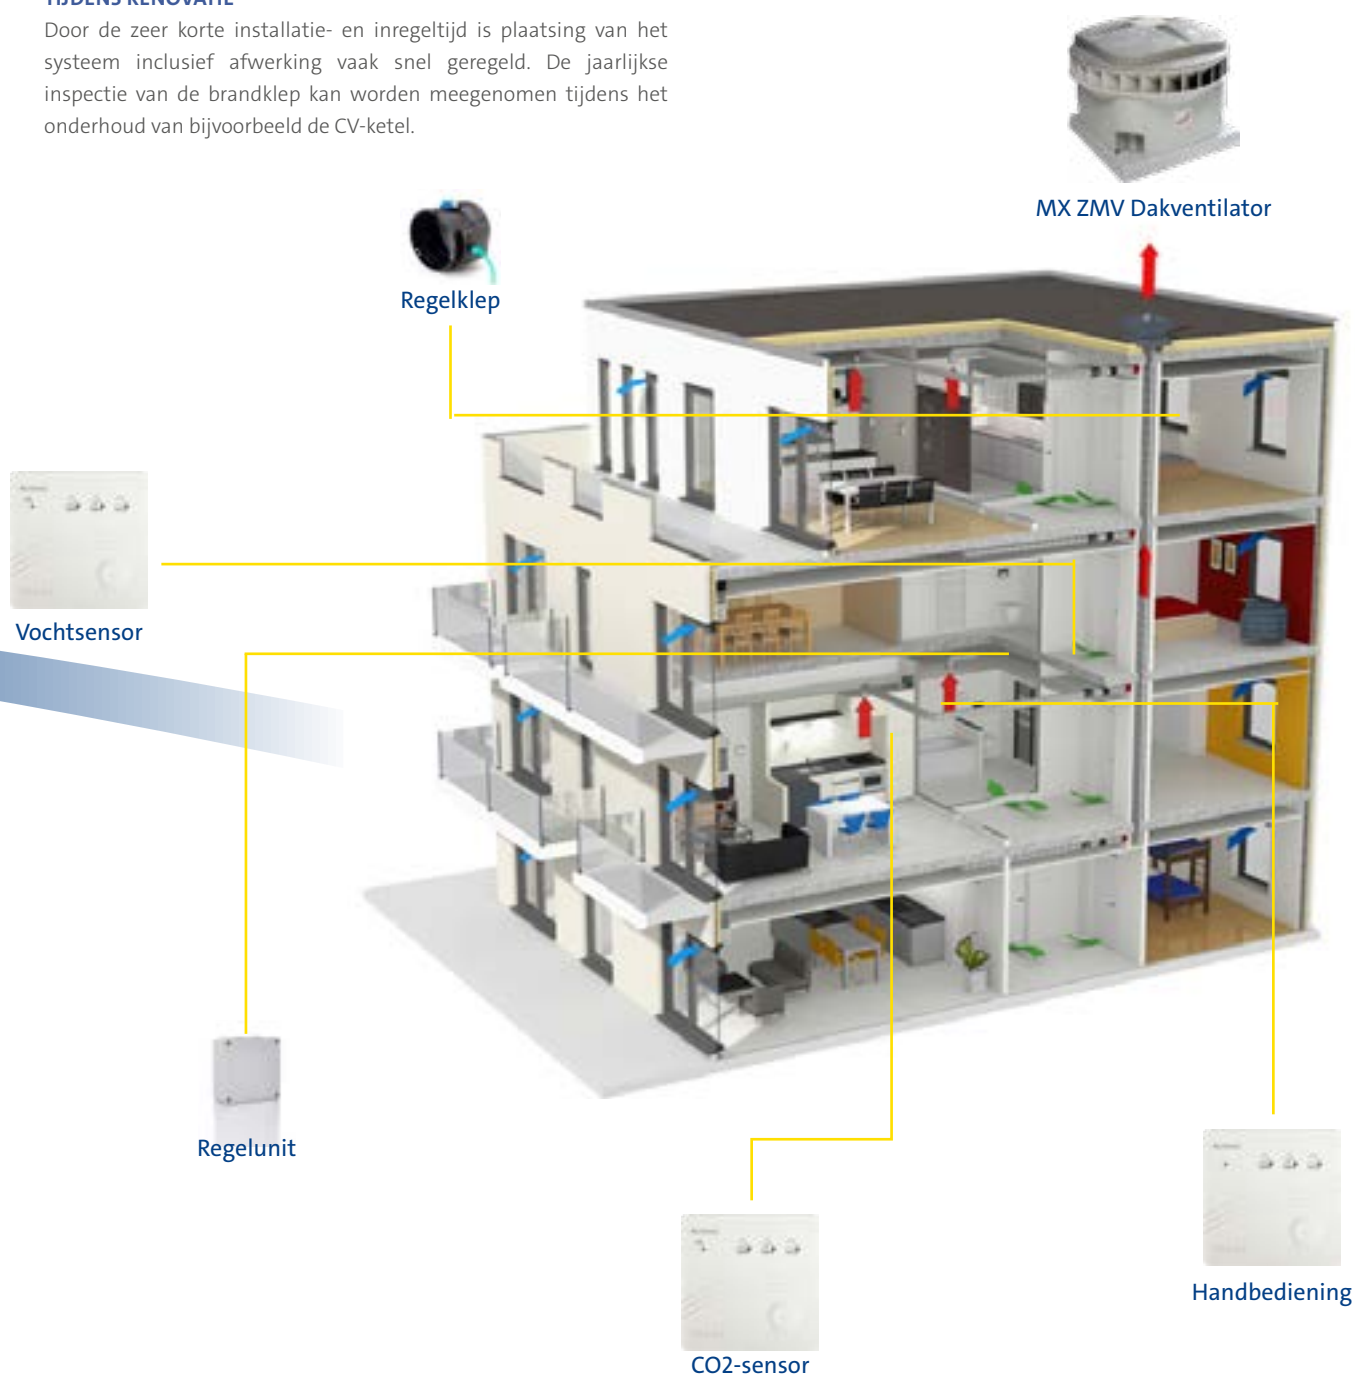 TIJDENS RENOVATIE
Door de zeer korte installatie- en inregeltijd is plaatsing van het
systeem inclusief afwerking vaak snel geregeld. De jaarlijkse
inspectie van de brandklep kan worden meegenomen tijdens het
onderhoud van bijvoorbeeld de CV-ketel.
MX ZMV Dakventilator
Regelklep
Vochtsensor
Regelunit
Handbediening
CO2-sensor